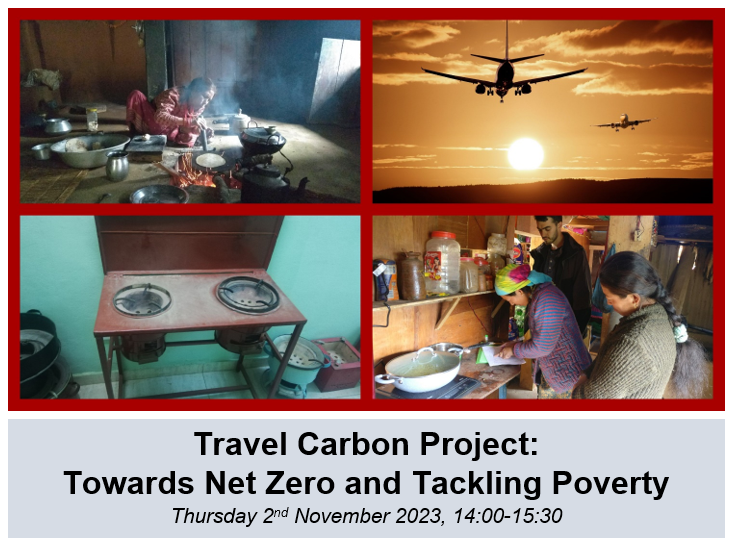 Travel Carbon Project:
Towards Net Zero and Tackling Poverty
Thursday 2nd November 2023, 14:00-15:30